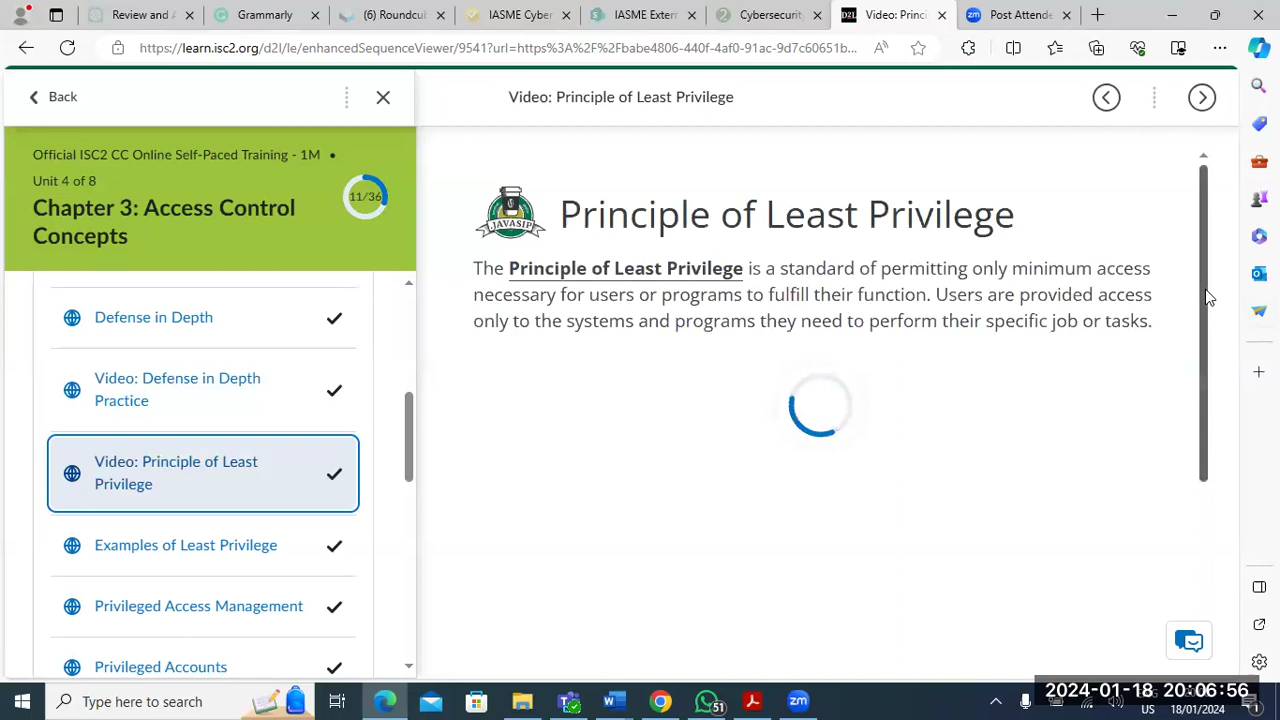 Review and A
Grammarly
(6) Roundcub
IASME Cyber
IASME Extern
Cybersecurity
D2L
Video: Princi
zm
Post Attende
https://learn.isc2.org/d2l/le/enhancedSequenceViewer/9541?url=https%3A%2F%2Fbabe4806-440f-4af0-91ac-9d7c60651b...
Back
Video: Principle of Least Privilege
Official ISC2 CC Online Self-Paced Training - 1M •
Unit 4 of 8
Chapter 3: Access Control
Concepts
11/36
Defense in Depth
Video: Defense in Depth
Practice
Video: Principle of Least
Privilege
Examples of Least Privilege
Privileged Access Management
Privileged Accounts
JAVASIP
Principle of Least Privilege
The Principle of Least Privilege is a standard of permitting only minimum access
necessary for users or programs to fulfill their function. Users are provided access
only to the systems and programs they need to perform their specific job or tasks.
Type here to search
51
zm
2024-01-18 20:06:56
US
18/01/2024
1